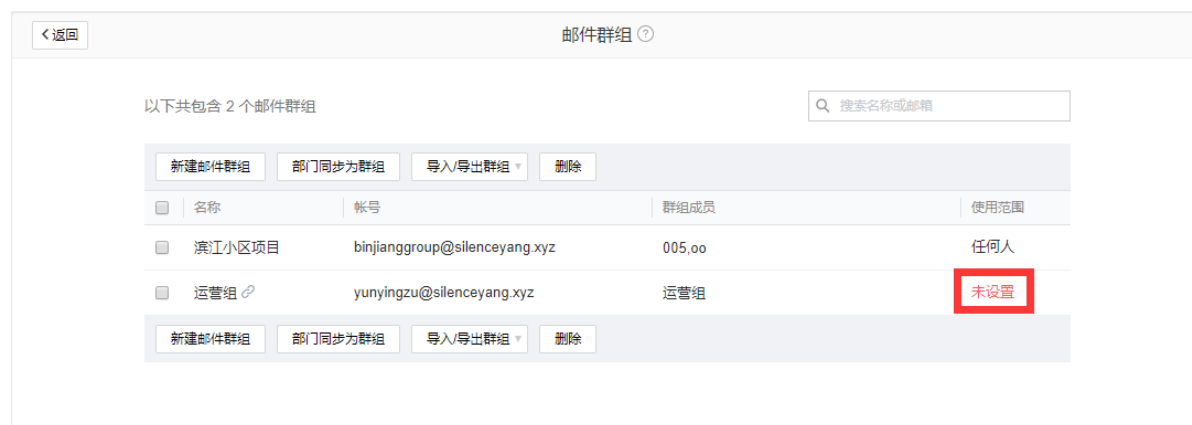 返回
邮件群组 ?
以下共包含 2 个邮件群组
搜索名称或邮箱
新建邮件群组 部门同步为群组 导入/导出群组 删除
名称 帐号 群组成员 使用范围
滨江小区项目 binjianggroup@silenceyang.xyz 005,oo 任何人
运营组 yunyingzu@silenceyang.xyz 运营组 未设置
新建邮件群组 部门同步为群组 导入/导出群组 删除